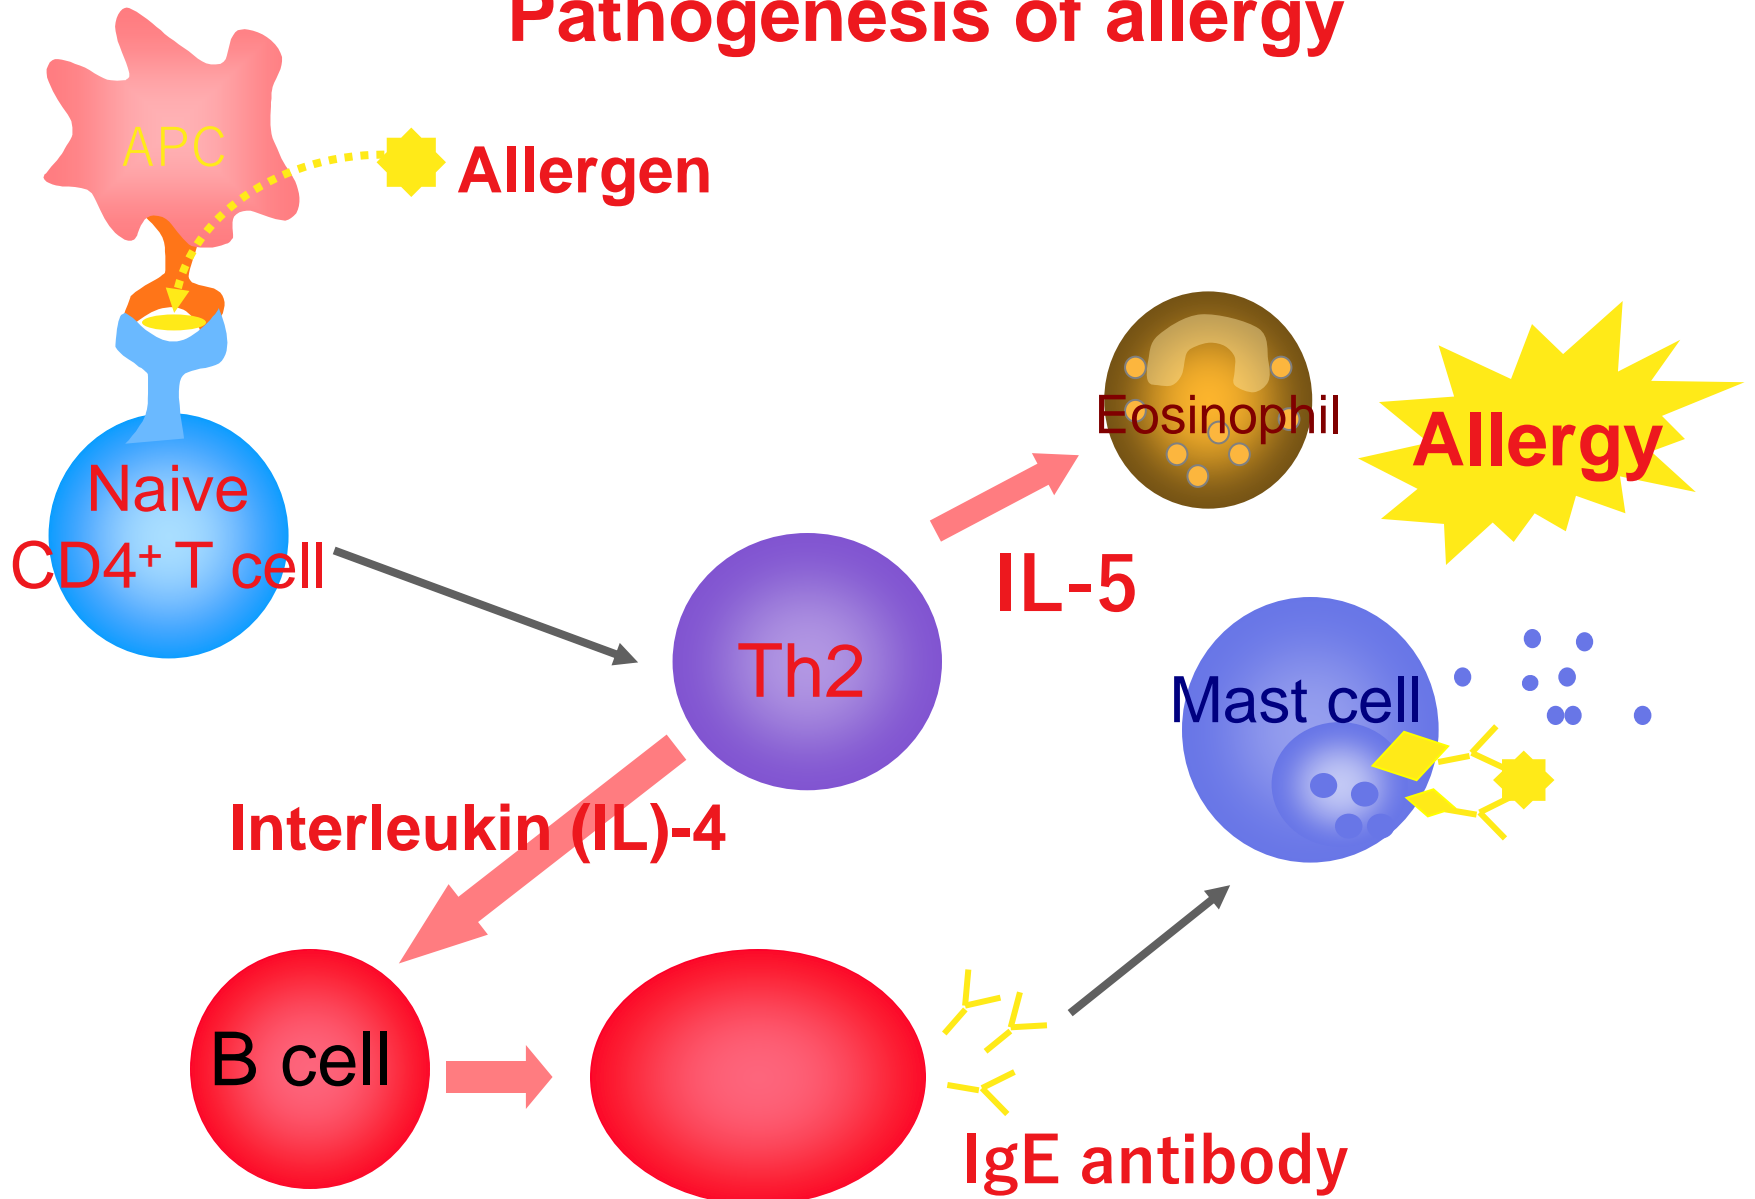 Pathogenesis of allergy
APC
Allergen
Naive
CD4⁺ T cell
Eosinophil
Allergy
IL-5
Th2
Mast cell
Interleukin (IL)-4
B cell
IgE antibody